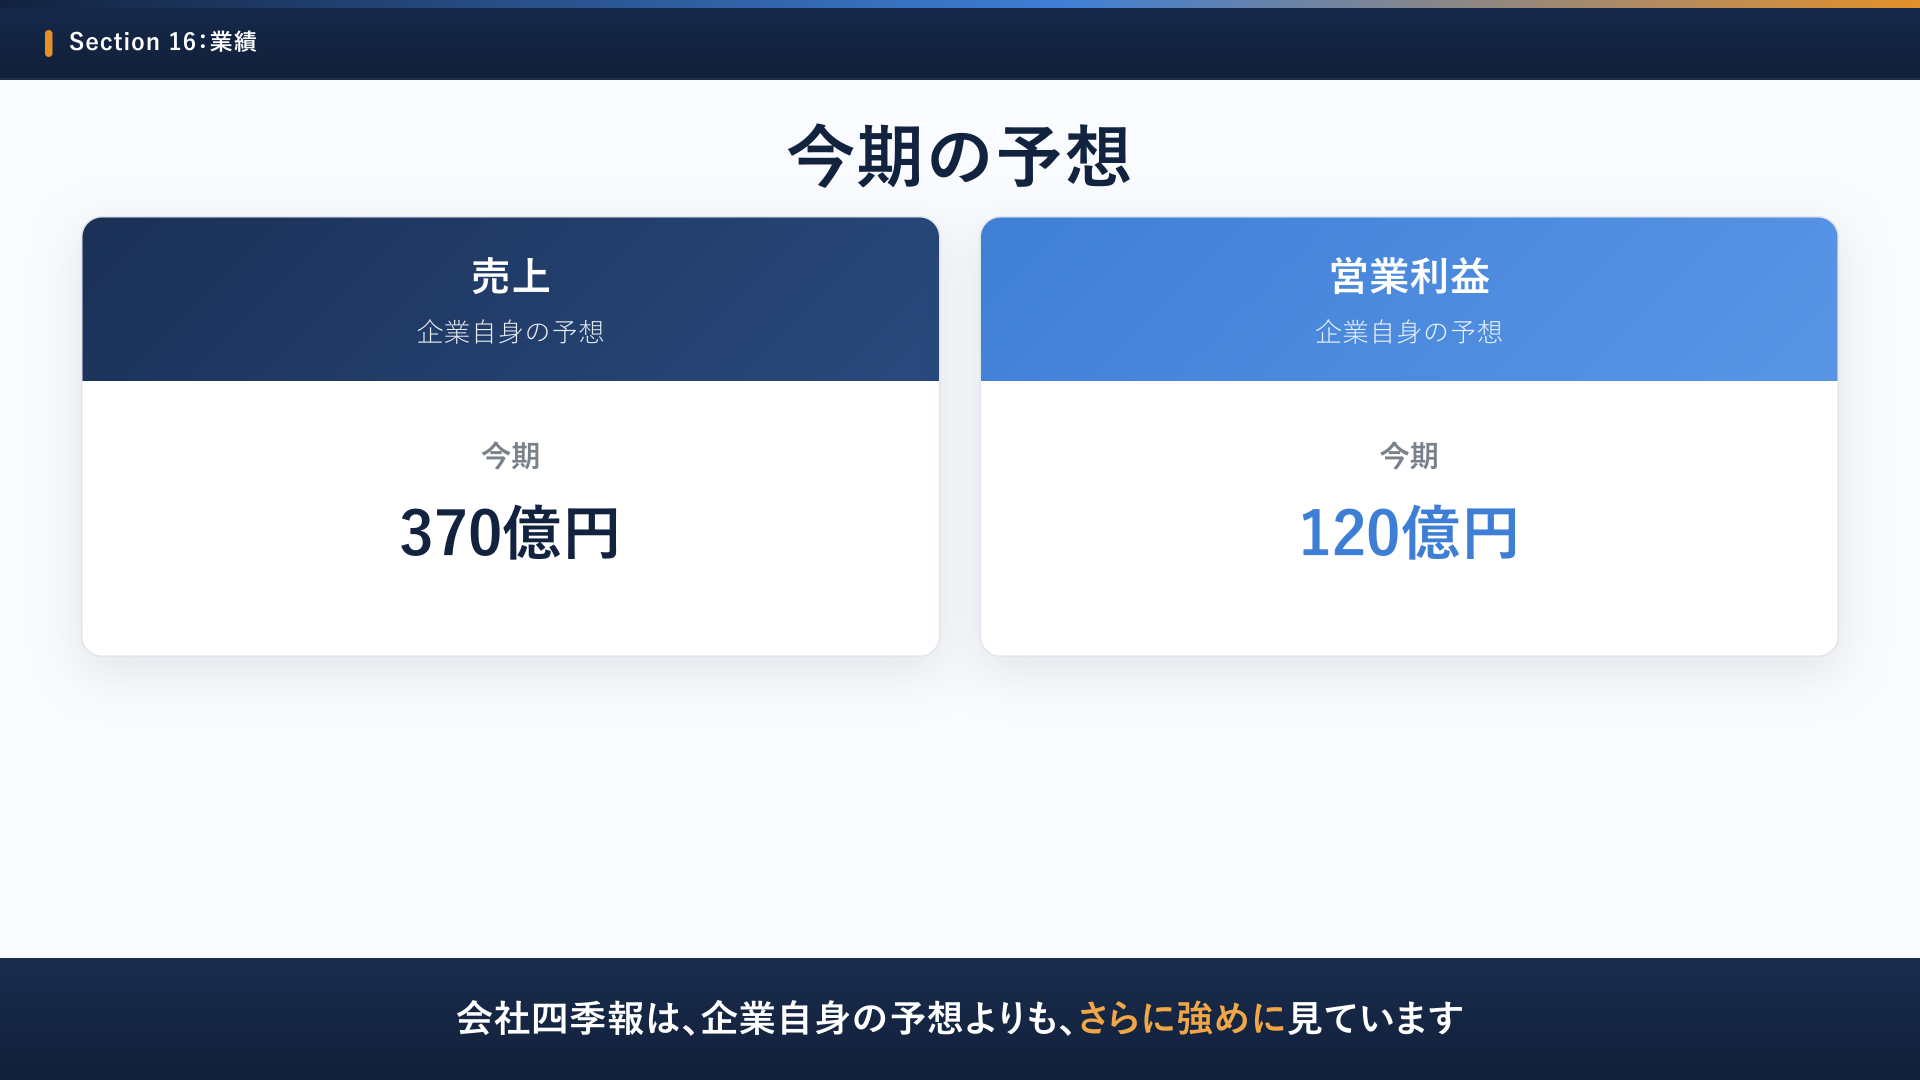 Section 16：業績
今期の予想
売上
企業自身の予想
今期
370億円
営業利益
企業自身の予想
今期
120億円
会社四季報は、企業自身の予想よりも、さらに強めに見ています